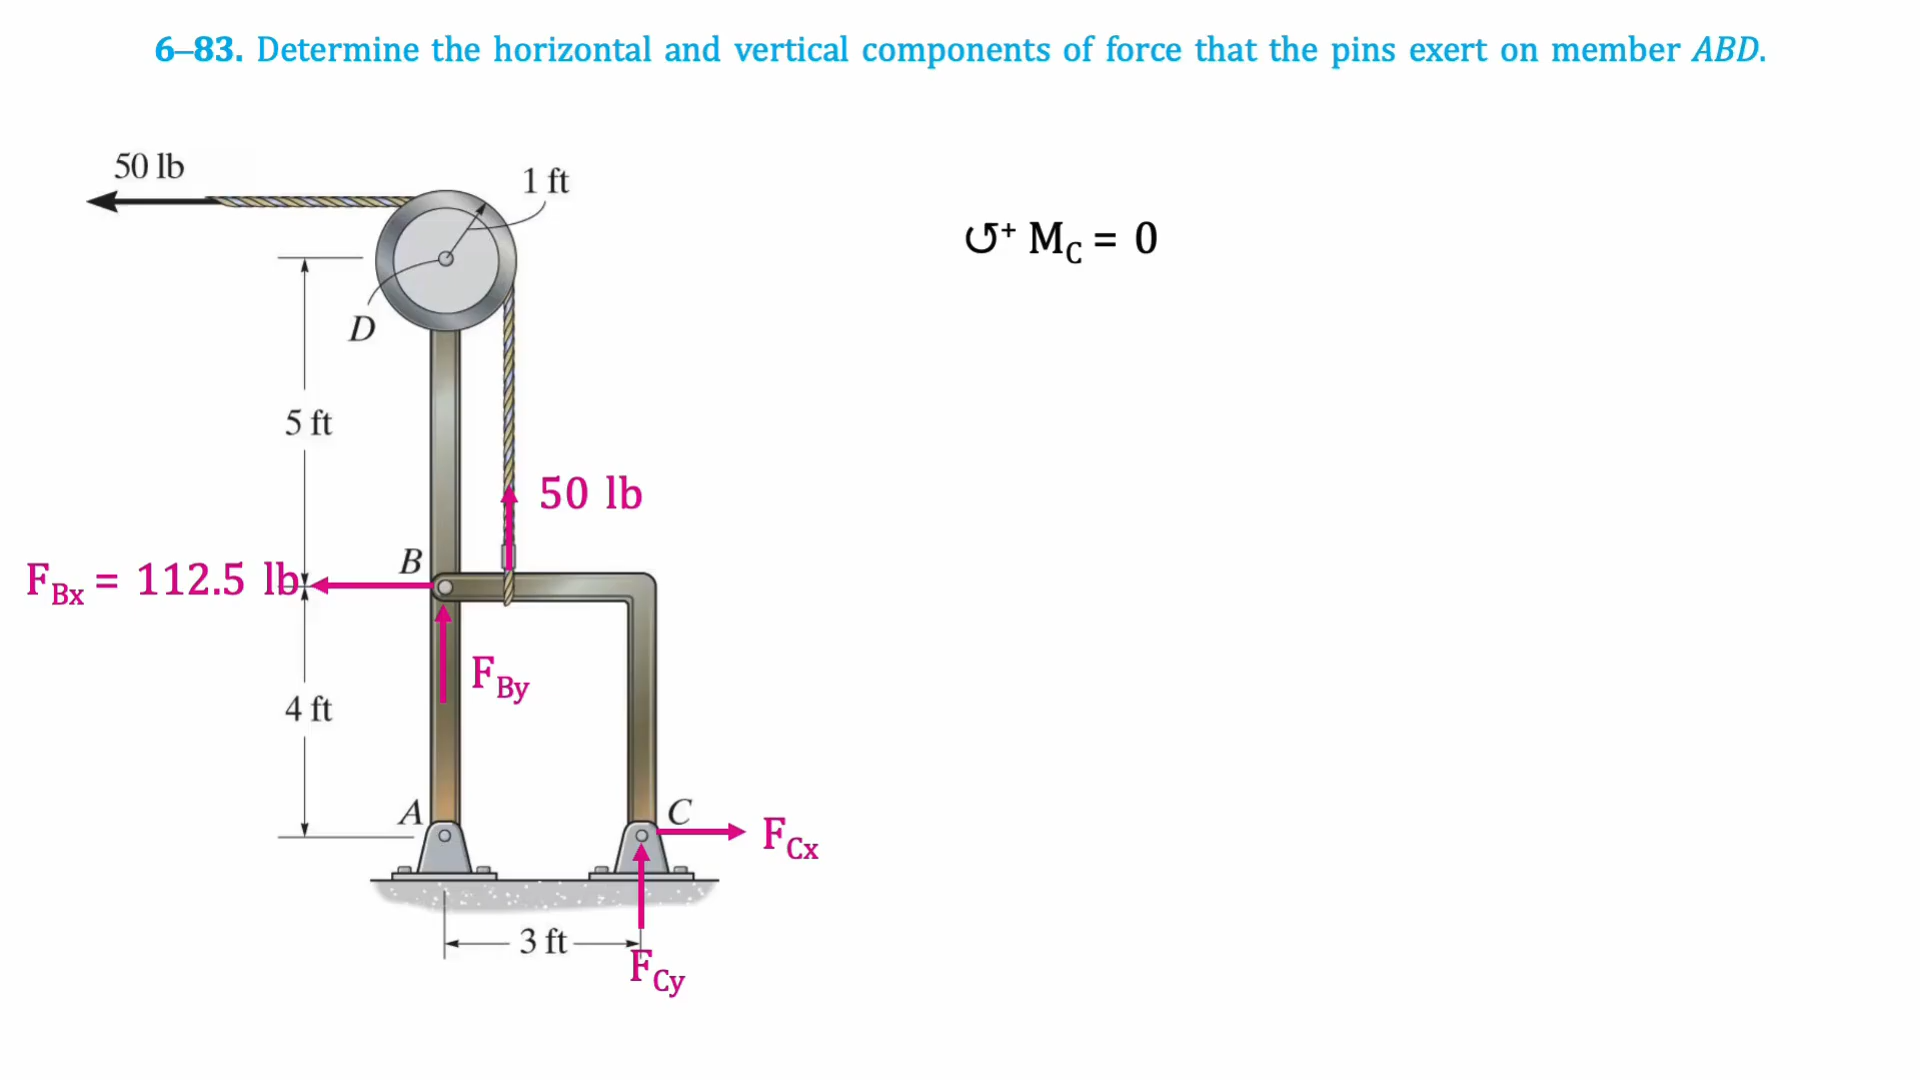 6–83. Determine the horizontal and vertical components of force that the pins exert on member ABD.
50 lb
1 ft
↺⁺ M_C = 0
D
5 ft
50 lb
B
F_Bx = 112.5 lb
F_By
4 ft
A
C
F_Cx
3 ft
F_Cy